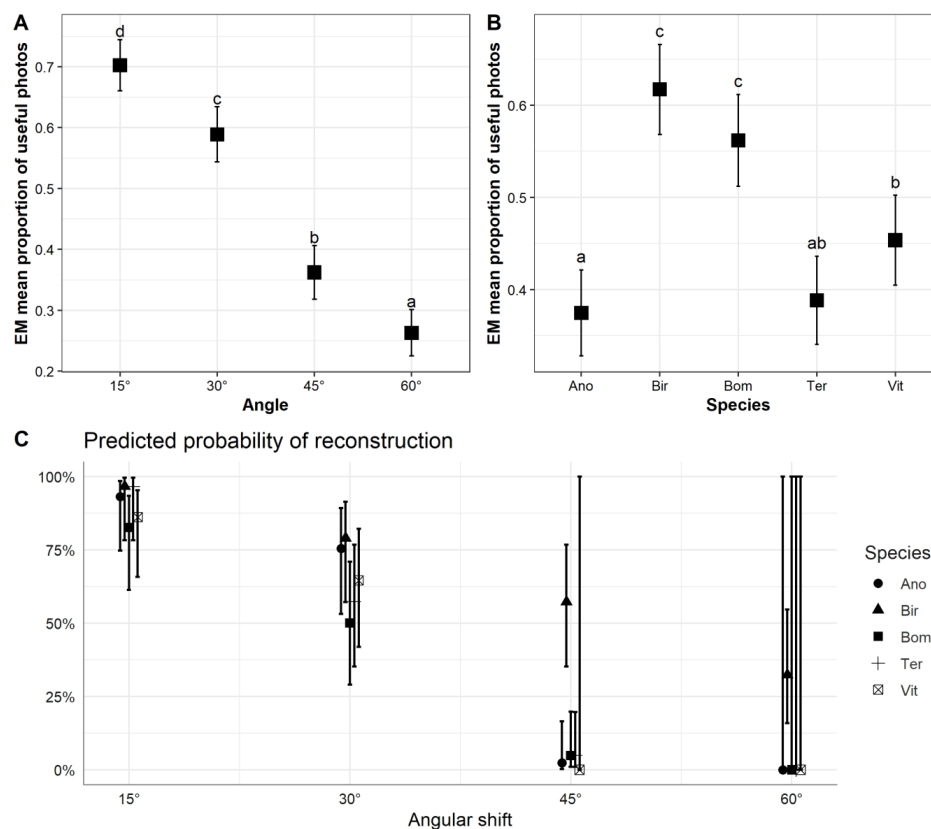 A
EM mean proportion of useful photos
0.7
0.6
0.5
0.4
0.3
0.2
d
c
b
a
15°
30°
45°
60°
Angle
B
EM mean proportion of useful photos
0.6
0.5
0.4
a
c
c
ab
b
Ano
Bir
Bom
Ter
Vit
Species
C
Predicted probability of reconstruction
100%
75%
50%
25%
0%
15°
30°
45°
60°
Angular shift
Species
Ano
Bir
Bom
Ter
Vit